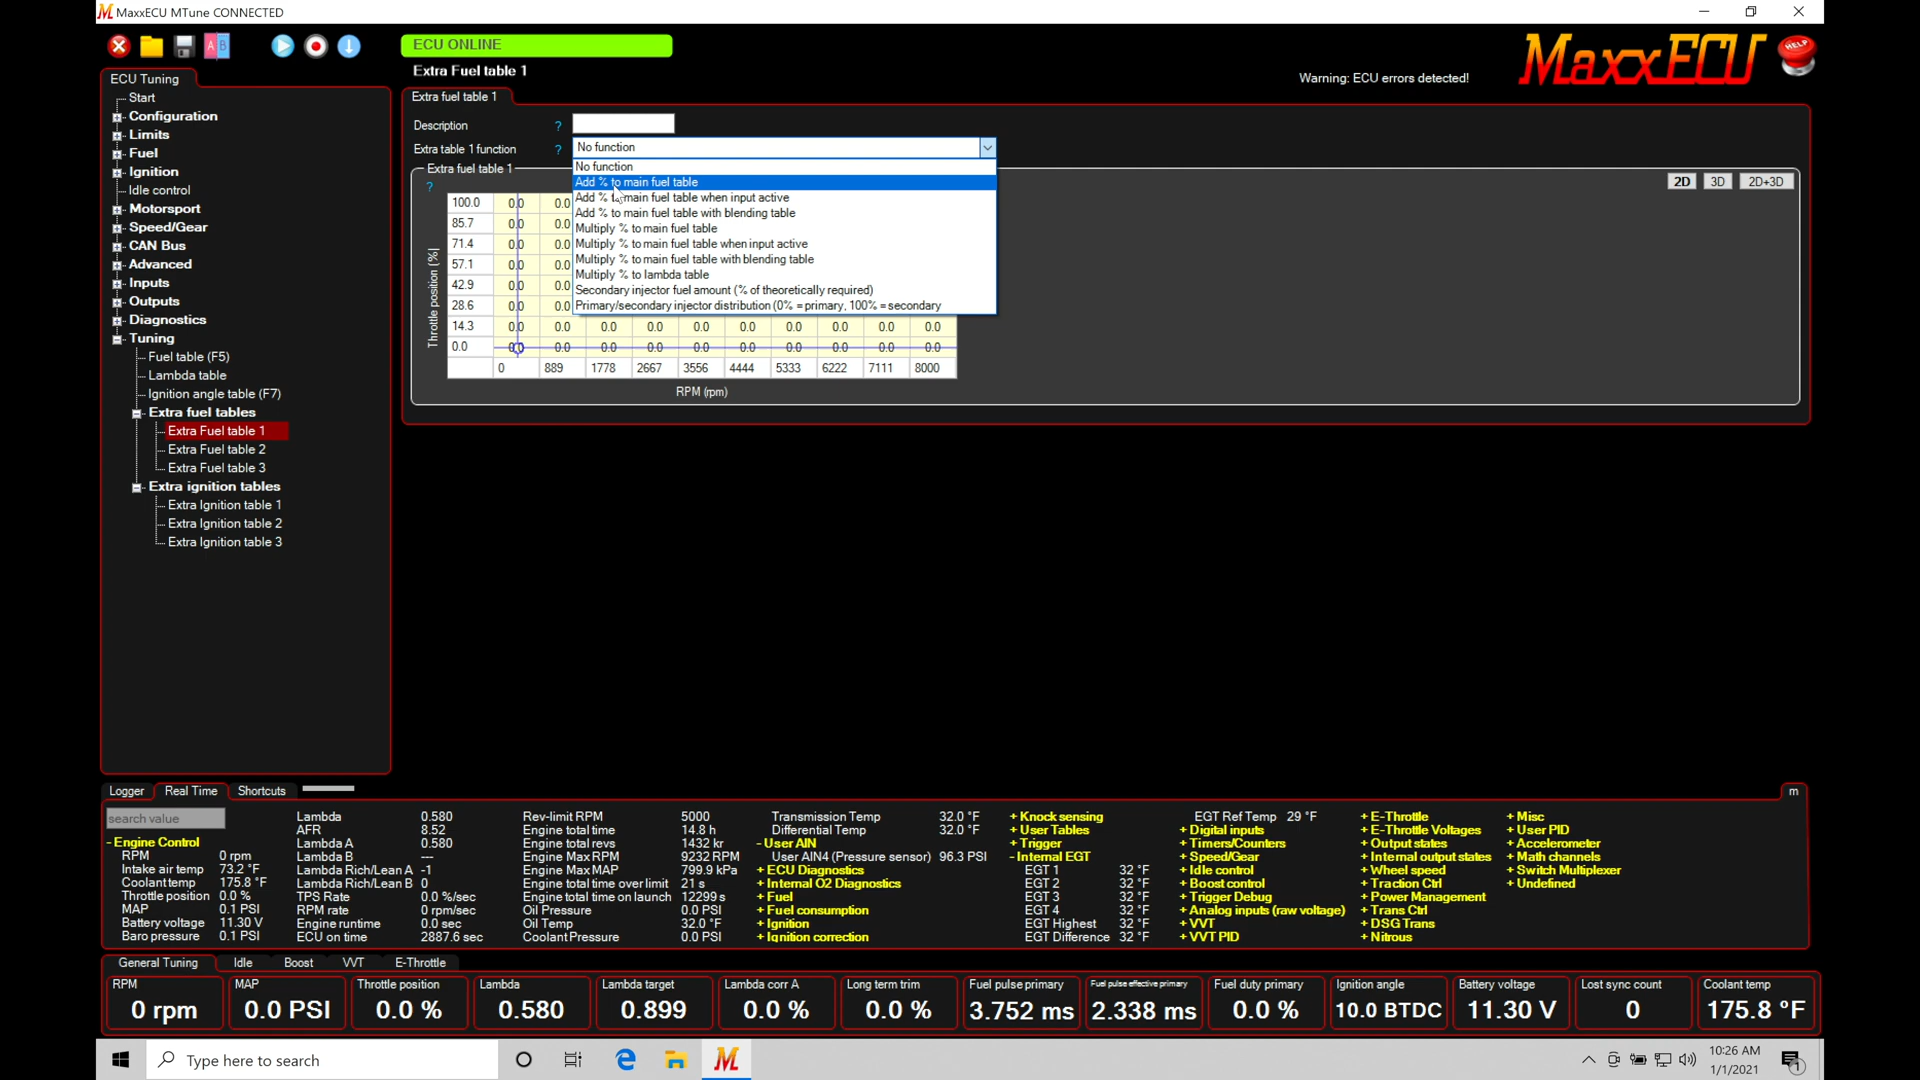 MaxxECU MTune CONNECTED
A B
ECU ONLINE
Extra Fuel table 1
Warning: ECU errors detected!
MaxxECU
HELP
ECU Tuning
Start
Configuration
Limits
Fuel
Ignition
Idle control
Motorsport
Speed/Gear
CAN Bus
Advanced
Inputs
Outputs
Diagnostics
Tuning
Fuel table (F5)
Lambda table
Ignition angle table (F7)
Extra fuel tables
Extra Fuel table 1
Extra Fuel table 2
Extra Fuel table 3
Extra ignition tables
Extra Ignition table 1
Extra Ignition table 2
Extra Ignition table 3
Extra fuel table 1
Description ?
Extra table 1 function ? No function
Extra fuel table 1
?
No function
Add % to main fuel table
Add % to main fuel table when input active
Add % to main fuel table with blending table
Multiply % to main fuel table
Multiply % to main fuel table when input active
Multiply % to main fuel table with blending table
Multiply % to lambda table
Secondary injector fuel amount (% of theoretically required)
Primary/secondary injector distribution (0% = primary, 100% = secondary
2D 3D 2D+3D
Throttle position (%)
100.0 0.0 0.0
85.7 0.0 0.0
71.4 0.0 0.0
57.1 0.0 0.0
42.9 0.0 0.0
28.6 0.0 0.0
14.3 0.0 0.0 0.0 0.0 0.0 0.0 0.0 0.0 0.0 0.0
0.0 0.0 0.0 0.0 0.0 0.0 0.0 0.0 0.0 0.0 0.0
0 889 1778 2667 3556 4444 5333 6222 7111 8000
RPM (rpm)
Logger Real Time Shortcuts m
search value
- Engine Control
RPM 0 rpm
Intake air temp 73.2 °F
Coolant temp 175.8 °F
Throttle position 0.0 %
MAP 0.1 PSI
Battery voltage 11.30 V
Baro pressure 0.1 PSI
Lambda 0.580
AFR 8.52
Lambda A 0.580
Lambda B ---
Lambda Rich/Lean A -1
Lambda Rich/Lean B 0
TPS Rate 0.0 %/sec
RPM rate 0 rpm/sec
Engine runtime 0.0 sec
ECU on time 2887.6 sec
Rev-limit RPM 5000
Engine total time 14.8 h
Engine total revs 1432 kr
Engine Max RPM 9232 RPM
Engine Max MAP 799.9 kPa
Engine total time over limit 21 s
Engine total time on launch 12299 s
Oil Pressure 0.0 PSI
Oil Temp 32.0 °F
Coolant Pressure 0.0 PSI
Transmission Temp 32.0 °F
Differential Temp 32.0 °F
- User AIN
User AIN4 (Pressure sensor) 96.3 PSI
+ ECU Diagnostics
+ Internal O2 Diagnostics
+ Fuel
+ Fuel consumption
+ Ignition
+ Ignition correction
+ Knock sensing
+ User Tables
+ Trigger
- Internal EGT
EGT 1 32 °F
EGT 2 32 °F
EGT 3 32 °F
EGT 4 32 °F
EGT Highest 32 °F
EGT Difference 32 °F
EGT Ref Temp 29 °F
+ Digital inputs
+ Timers/Counters
+ Speed/Gear
+ Idle control
+ Boost control
+ Trigger Debug
+ Analog inputs (raw voltage)
+ VVT
+ VVT PID
+ E-Throttle
+ E-Throttle Voltages
+ Output states
+ Internal output states
+ Wheel speed
+ Traction Ctrl
+ Power Management
+ Trans Ctrl
+ DSG Trans
+ Nitrous
+ Misc
+ User PID
+ Accelerometer
+ Math channels
+ Switch Multiplexer
+ Undefined
General Tuning Idle Boost VVT E-Throttle
RPM
0 rpm
MAP
0.0 PSI
Throttle position
0.0 %
Lambda
0.580
Lambda target
0.899
Lambda corr A
0.0 %
Long term trim
0.0 %
Fuel pulse primary
3.752 ms
Fuel pulse effective primary
2.338 ms
Fuel duty primary
0.0 %
Ignition angle
10.0 BTDC
Battery voltage
11.30 V
Lost sync count
0
Coolant temp
175.8 °F
Type here to search
10:26 AM
1/1/2021
1